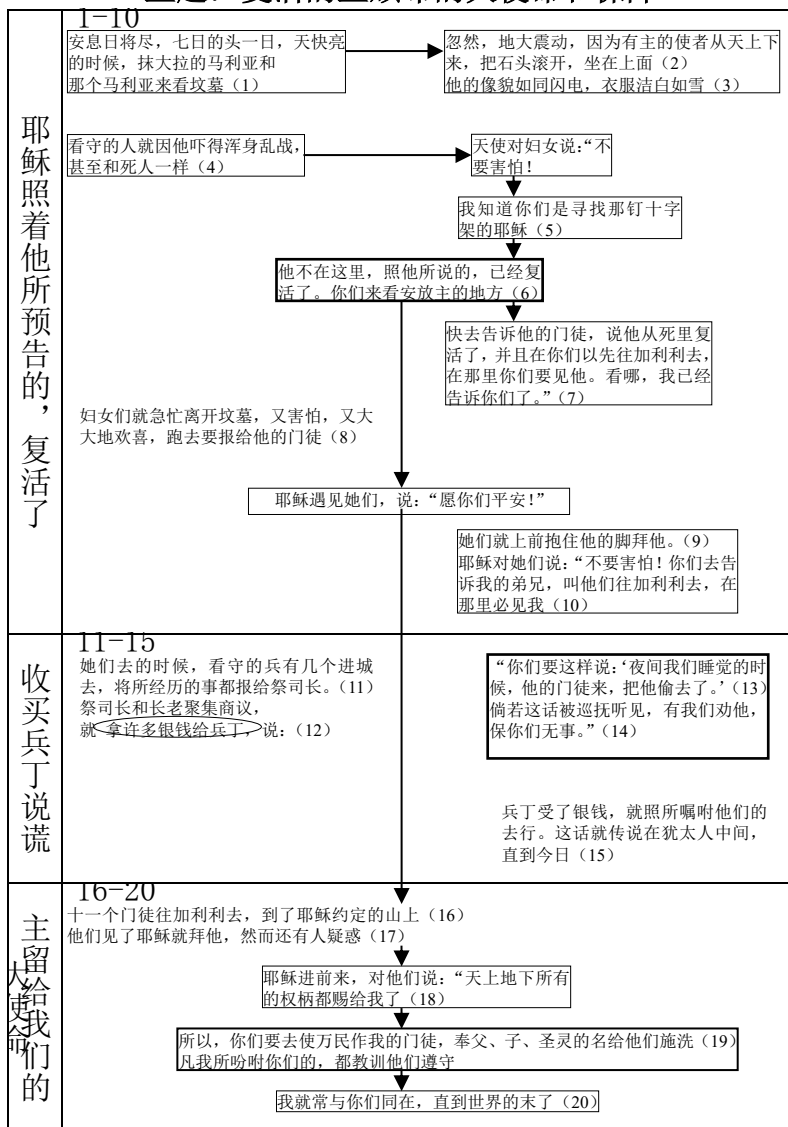 1-10
耶稣照着他所预告的，复活了
安息日将尽，七日的头一日，天快亮
的时候，抹大拉的马利亚和
那个马利亚来看坟墓（1）
忽然，地大震动，因为有主的使者从天上下
来，把石头滚开，坐在上面（2）
他的像貌如同闪电，衣服洁白如雪（3）
看守的人就因他吓得浑身乱战，
甚至和死人一样（4）
天使对妇女说：“不
要害怕！
我知道你们是寻找那钉十字
架的耶稣（5）
他不在这里，照他所说的，已经复
活了。你们来看安放主的地方（6）
快去告诉他的门徒，说他从死里复
活了，并且在你们以先往加利利去，
在那里你们要见他。看哪，我已经
告诉你们了。”（7）
妇女们就急忙离开坟墓，又害怕，又大
大地欢喜，跑去要报给他的门徒（8）
耶稣遇见她们，说：“愿你们平安！”
她们就上前抱住他的脚拜他。（9）
耶稣对她们说：“不要害怕！你们去告
诉我的弟兄，叫他们往加利利去，在
那里必见我（10）
11-15
收买兵丁说谎
她们去的时候，看守的兵有几个进城
去，将所经历的事都报给祭司长。（11）
祭司长和长老聚集商议，
就 拿许多银钱给兵丁，说：（12）
“你们要这样说：‘夜间我们睡觉的时
候，他的门徒来，把他偷去了。’（13）
倘若这话被巡抚听见，有我们劝他，
保你们无事。”（14）
兵丁受了银钱，就照所嘱咐他们的
去行。这话就传说在犹太人中间，
直到今日（15）
16-20
主留给我们的
大使命
十一个门徒往加利利去，到了耶稣约定的山上（16）
他们见了耶稣就拜他，然而还有人疑惑（17）
耶稣进前来，对他们说：“天上地下所有
的权柄都赐给我了（18）
所以，你们要去使万民作我的门徒，奉父、子、圣灵的名给他们施洗（19）
凡我所吩咐你们的，都教训他们遵守
我就常与你们同在，直到世界的末了（20）